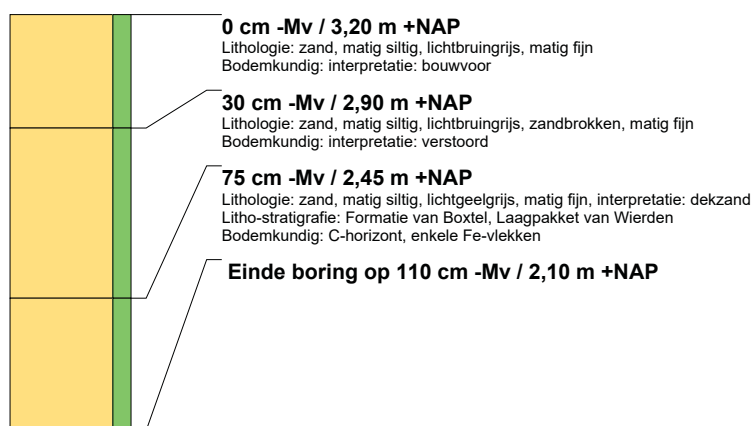 0 cm -Mv / 3,20 m +NAP
Lithologie: zand, matig siltig, lichtbruingrijs, matig fijn
Bodemkundig: interpretatie: bouwvoor
30 cm -Mv / 2,90 m +NAP
Lithologie: zand, matig siltig, lichtbruingrijs, zandbrokken, matig fijn
Bodemkundig: interpretatie: verstoord
75 cm -Mv / 2,45 m +NAP
Lithologie: zand, matig siltig, lichtgeelgrijs, matig fijn, interpretatie: dekzand
Litho-stratigrafie: Formatie van Boxtel, Laagpakket van Wierden
Bodemkundig: C-horizont, enkele Fe-vlekken
Einde boring op 110 cm -Mv / 2,10 m +NAP